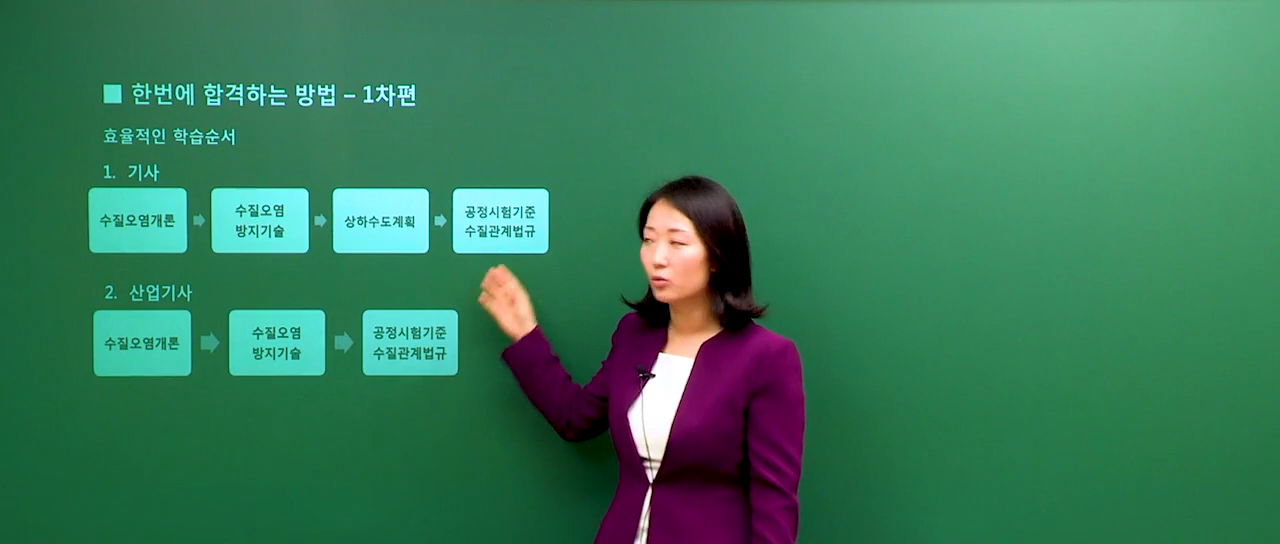 ■ 한번에 합격하는 방법 – 1차편
효율적인 학습순서
1. 기사
수질오염개론
수질오염
방지기술
상하수도계획
공정시험기준
수질관계법규
2. 산업기사
수질오염개론
수질오염
방지기술
공정시험기준
수질관계법규